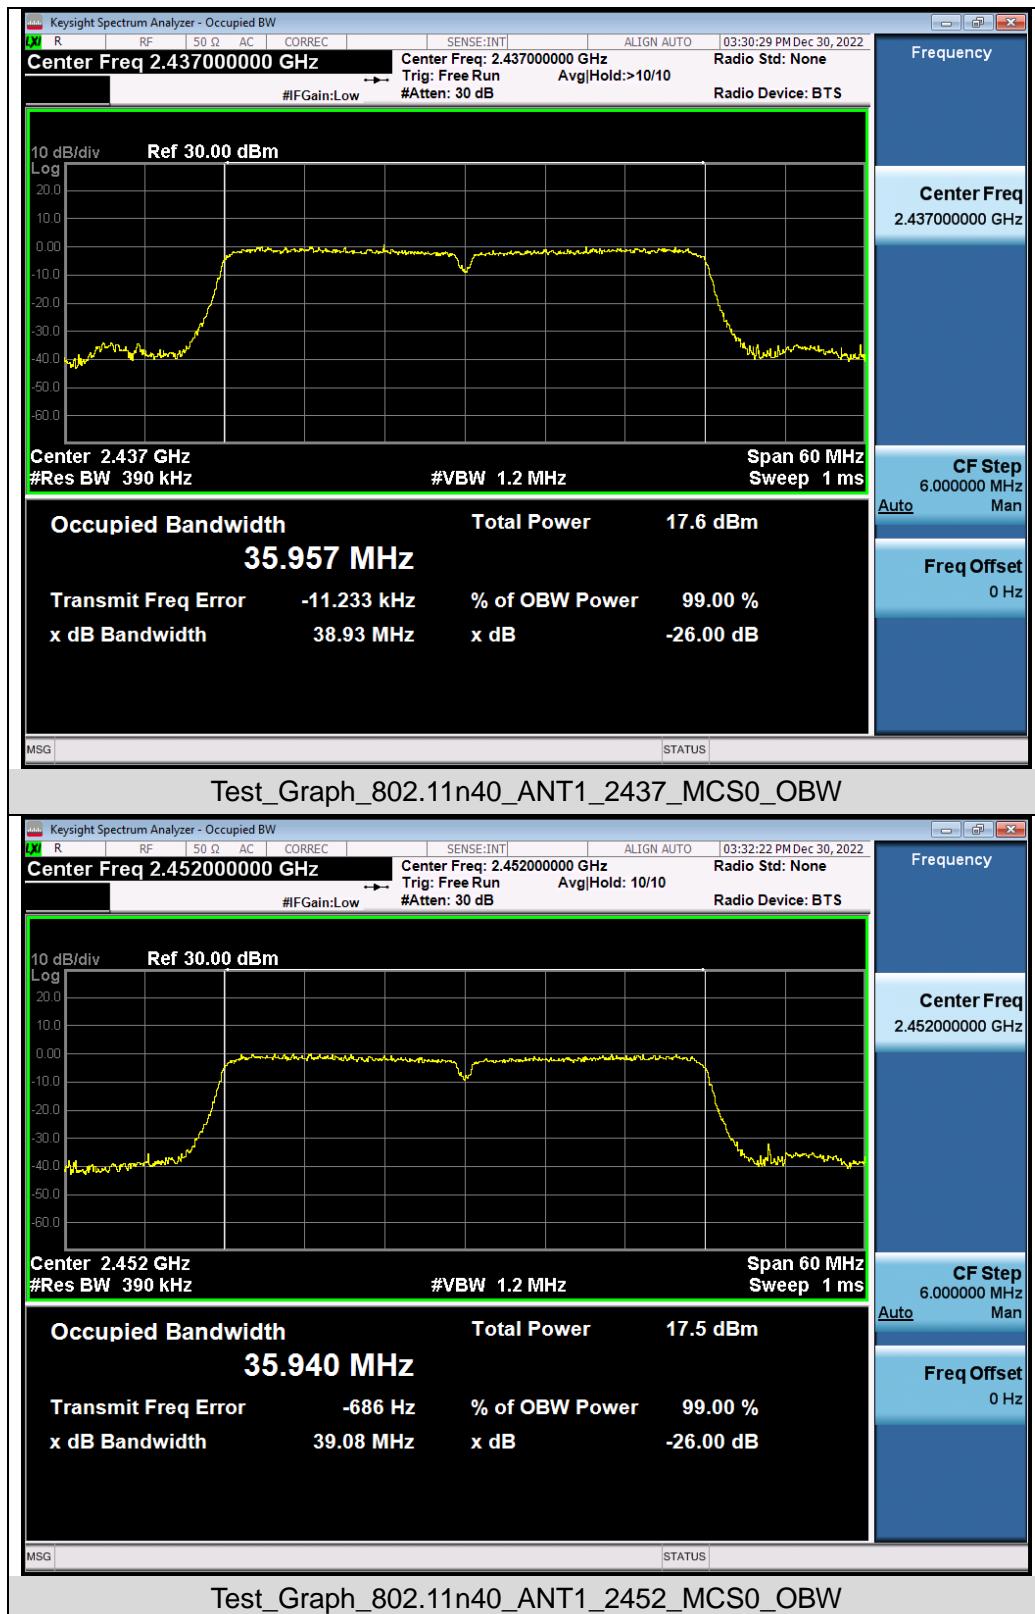 Keysight Spectrum Analyzer - Occupied BW
LXI R RF 50 Ω AC CORREC SENSE:INT ALIGN AUTO 03:30:29 PM Dec 30, 2022
Center Freq 2.437000000 GHz
Center Freq: 2.437000000 GHz Radio Std: None
Trig: Free Run Avg|Hold:>10/10
#IFGain:Low #Atten: 30 dB Radio Device: BTS
Frequency
10 dB/div Ref 30.00 dBm
Log
20.0
10.0
0.00
-10.0
-20.0
-30.0
-40.0
-50.0
-60.0
Center 2.437 GHz Span 60 MHz
#Res BW 390 kHz #VBW 1.2 MHz Sweep 1 ms
Center Freq
2.437000000 GHz
CF Step
6.000000 MHz
Auto Man
Freq Offset
0 Hz
Occupied Bandwidth Total Power 17.6 dBm
35.957 MHz
Transmit Freq Error -11.233 kHz % of OBW Power 99.00 %
x dB Bandwidth 38.93 MHz x dB -26.00 dB
MSG STATUS
Test_Graph_802.11n40_ANT1_2437_MCS0_OBW
Keysight Spectrum Analyzer - Occupied BW
LXI R RF 50 Ω AC CORREC SENSE:INT ALIGN AUTO 03:32:22 PM Dec 30, 2022
Center Freq 2.452000000 GHz
Center Freq: 2.452000000 GHz Radio Std: None
Trig: Free Run Avg|Hold: 10/10
#IFGain:Low #Atten: 30 dB Radio Device: BTS
Frequency
10 dB/div Ref 30.00 dBm
Log
20.0
10.0
0.00
-10.0
-20.0
-30.0
-40.0
-50.0
-60.0
Center 2.452 GHz Span 60 MHz
#Res BW 390 kHz #VBW 1.2 MHz Sweep 1 ms
Center Freq
2.452000000 GHz
CF Step
6.000000 MHz
Auto Man
Freq Offset
0 Hz
Occupied Bandwidth Total Power 17.5 dBm
35.940 MHz
Transmit Freq Error -686 Hz % of OBW Power 99.00 %
x dB Bandwidth 39.08 MHz x dB -26.00 dB
MSG STATUS
Test_Graph_802.11n40_ANT1_2452_MCS0_OBW